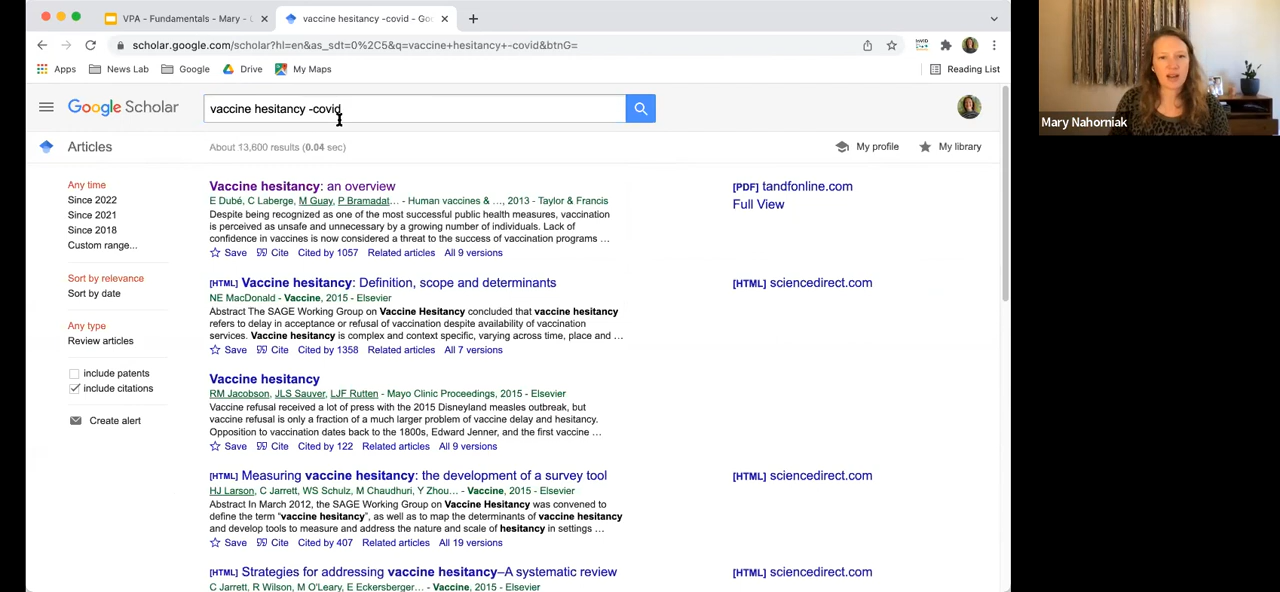 VPA - Fundamentals - Mary -
vaccine hesitancy -covid - Goo
scholar.google.com/scholar?hl=en&as_sdt=0%2C5&q=vaccine+hesitancy+-covid&btnG=
Apps
News Lab
Google
Drive
My Maps
Reading List
Google Scholar
vaccine hesitancy -covid
Mary Nahorniak
Articles
About 13,600 results (0.04 sec)
My profile
My library
Any time
Since 2022
Since 2021
Since 2018
Custom range...
Sort by relevance
Sort by date
Any type
Review articles
include patents
include citations
Create alert
Vaccine hesitancy: an overview
E Dubé, C Laberge, M Guay, P Bramadat… - Human vaccines & …, 2013 - Taylor & Francis
Despite being recognized as one of the most successful public health measures, vaccination
is perceived as unsafe and unnecessary by a growing number of individuals. Lack of
confidence in vaccines is now considered a threat to the success of vaccination programs …
Save Cite Cited by 1057 Related articles All 9 versions
[PDF] tandfonline.com
Full View
[HTML] Vaccine hesitancy: Definition, scope and determinants
NE MacDonald - Vaccine, 2015 - Elsevier
Abstract The SAGE Working Group on Vaccine Hesitancy concluded that vaccine hesitancy
refers to delay in acceptance or refusal of vaccination despite availability of vaccination
services. Vaccine hesitancy is complex and context specific, varying across time, place and …
Save Cite Cited by 1358 Related articles All 7 versions
[HTML] sciencedirect.com
Vaccine hesitancy
RM Jacobson, JLS Sauver, LJF Rutten - Mayo Clinic Proceedings, 2015 - Elsevier
Vaccine refusal received a lot of press with the 2015 Disneyland measles outbreak, but
vaccine refusal is only a fraction of a much larger problem of vaccine delay and hesitancy.
Opposition to vaccination dates back to the 1800s, Edward Jenner, and the first vaccine …
Save Cite Cited by 122 Related articles All 9 versions
[HTML] Measuring vaccine hesitancy: the development of a survey tool
HJ Larson, C Jarrett, WS Schulz, M Chaudhuri, Y Zhou… - Vaccine, 2015 - Elsevier
Abstract In March 2012, the SAGE Working Group on Vaccine Hesitancy was convened to
define the term "vaccine hesitancy", as well as to map the determinants of vaccine hesitancy
and develop tools to measure and address the nature and scale of hesitancy in settings …
Save Cite Cited by 407 Related articles All 19 versions
[HTML] sciencedirect.com
[HTML] Strategies for addressing vaccine hesitancy–A systematic review
C Jarrett, R Wilson, M O'Leary, E Eckersberger… - Vaccine, 2015 - Elsevier
[HTML] sciencedirect.com